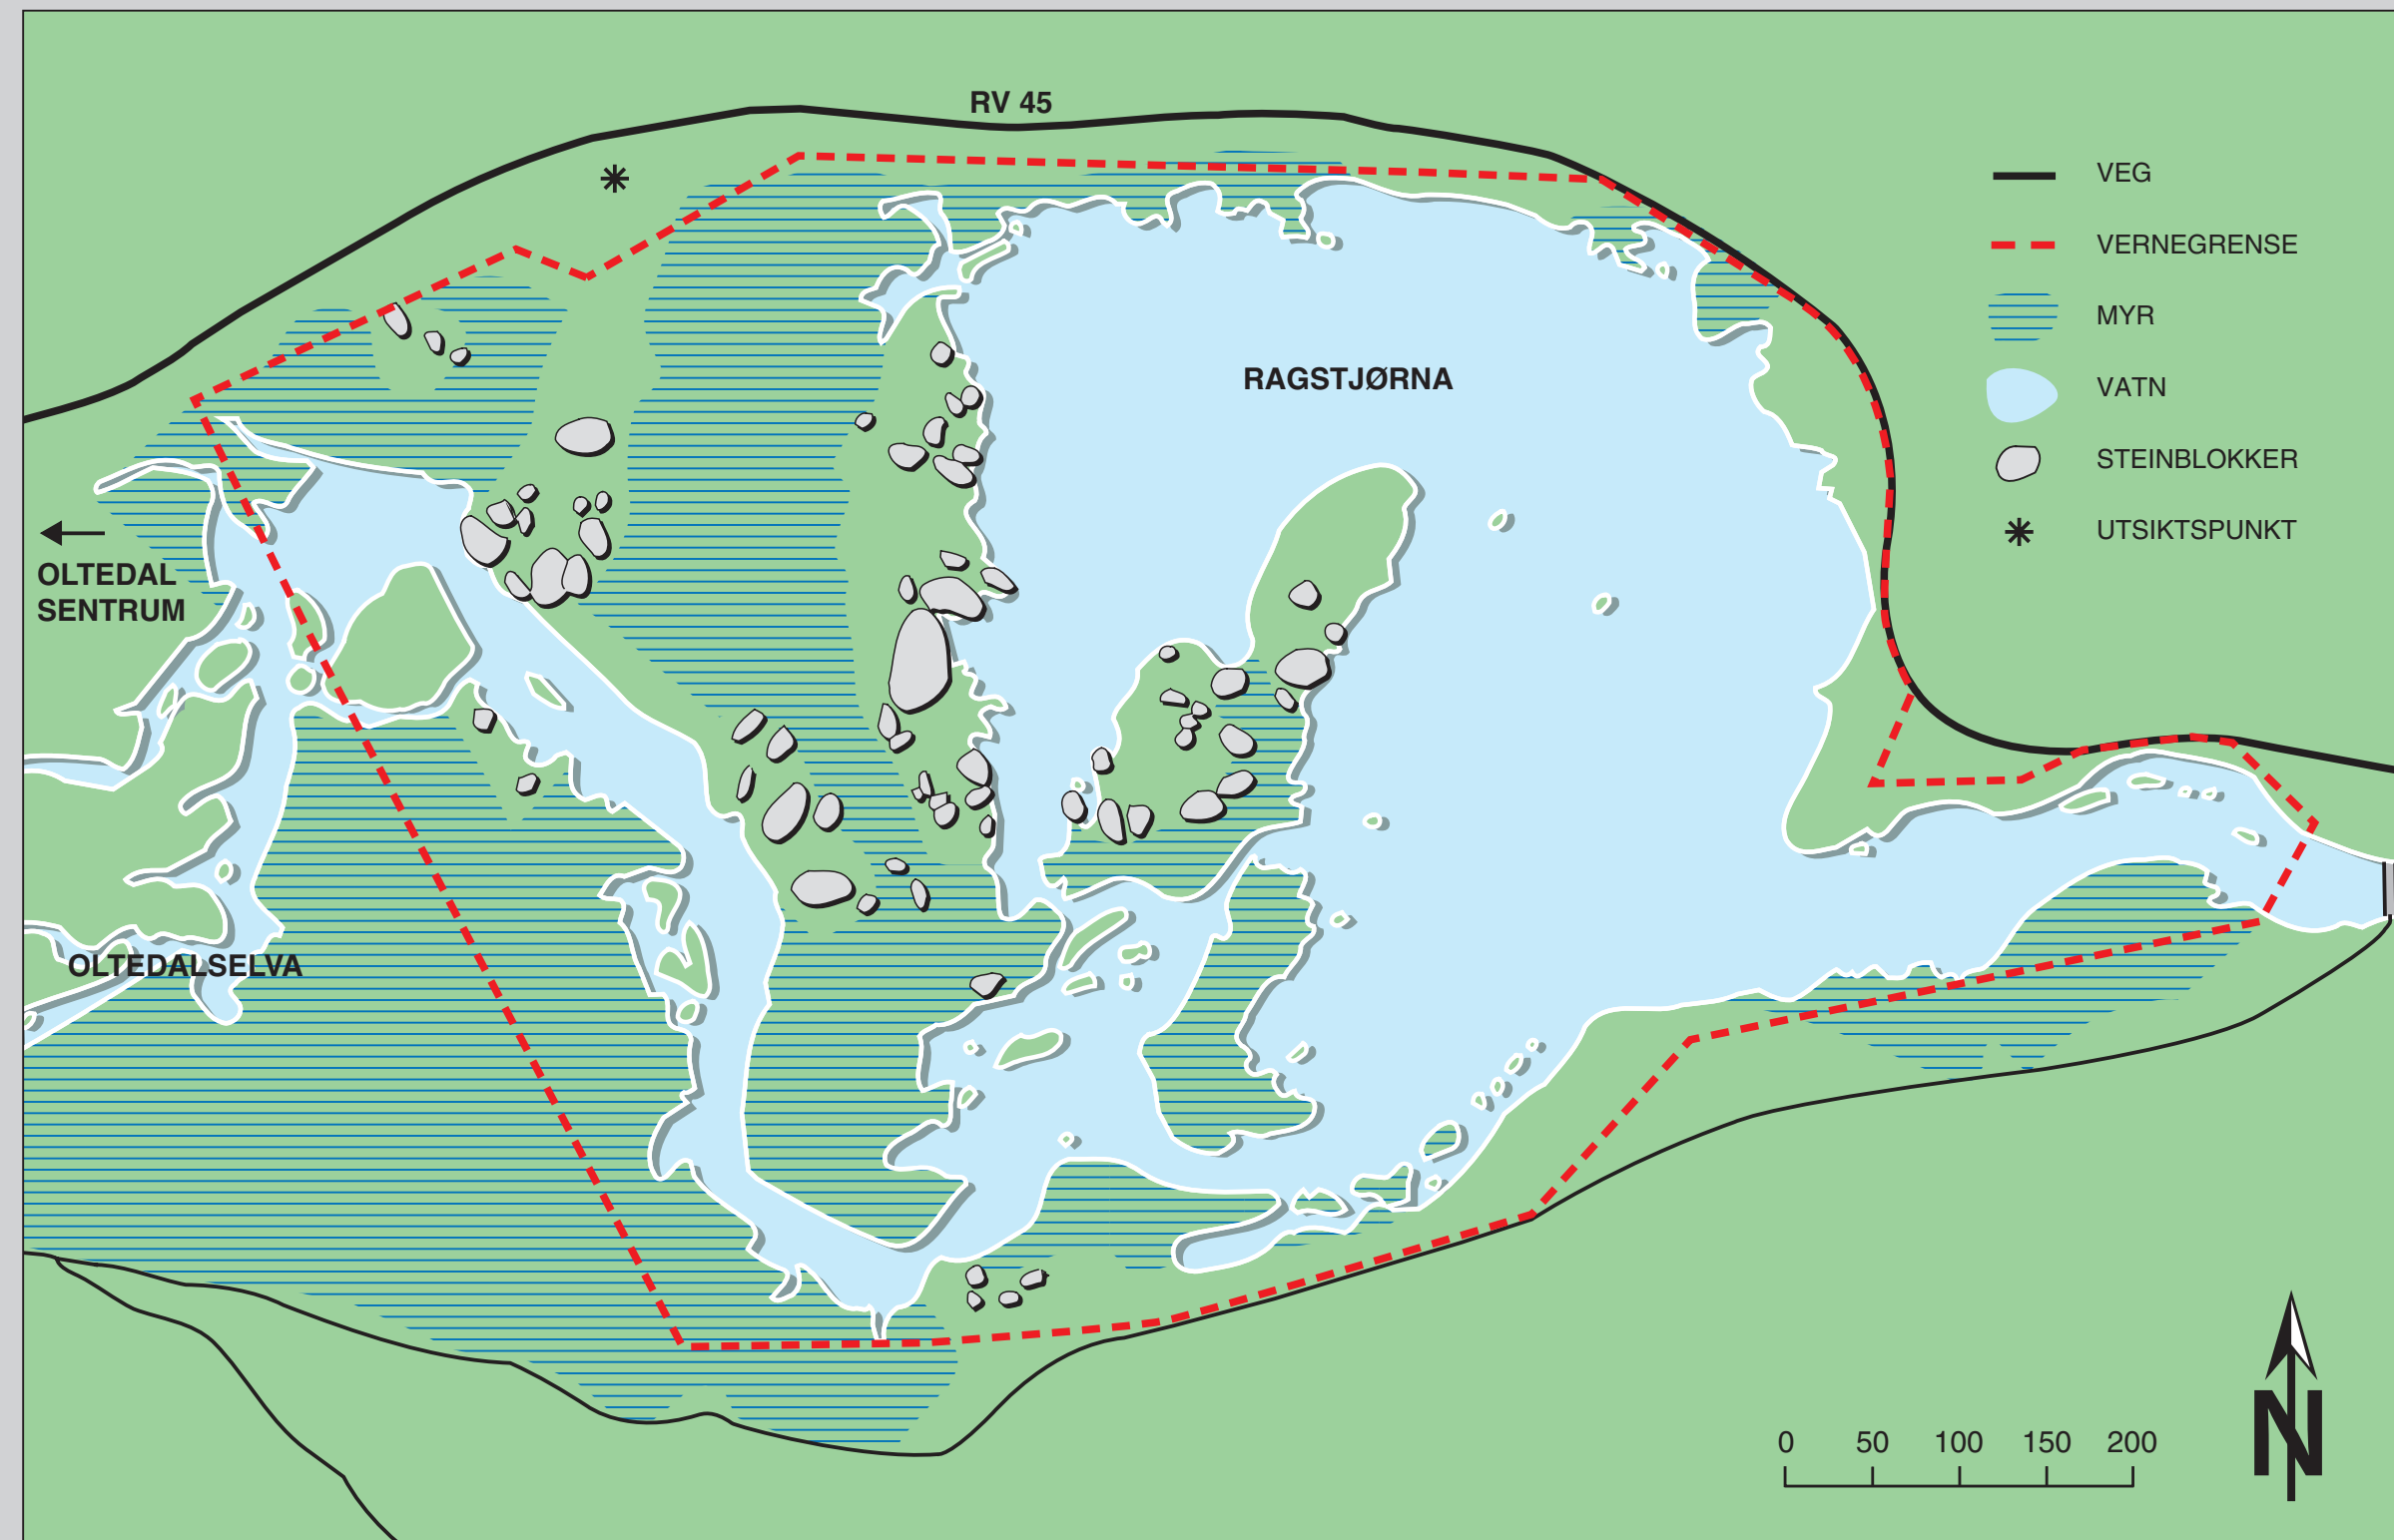 RV 45
VEG
VERNEGRENSE
MYR
RAGSTJØRNA
VATN
STEINBLOKKER
UTSIKTSPUNKT
OLTEDAL
SENTRUM
OLTEDALSELVA
0 50 100 150 200
N